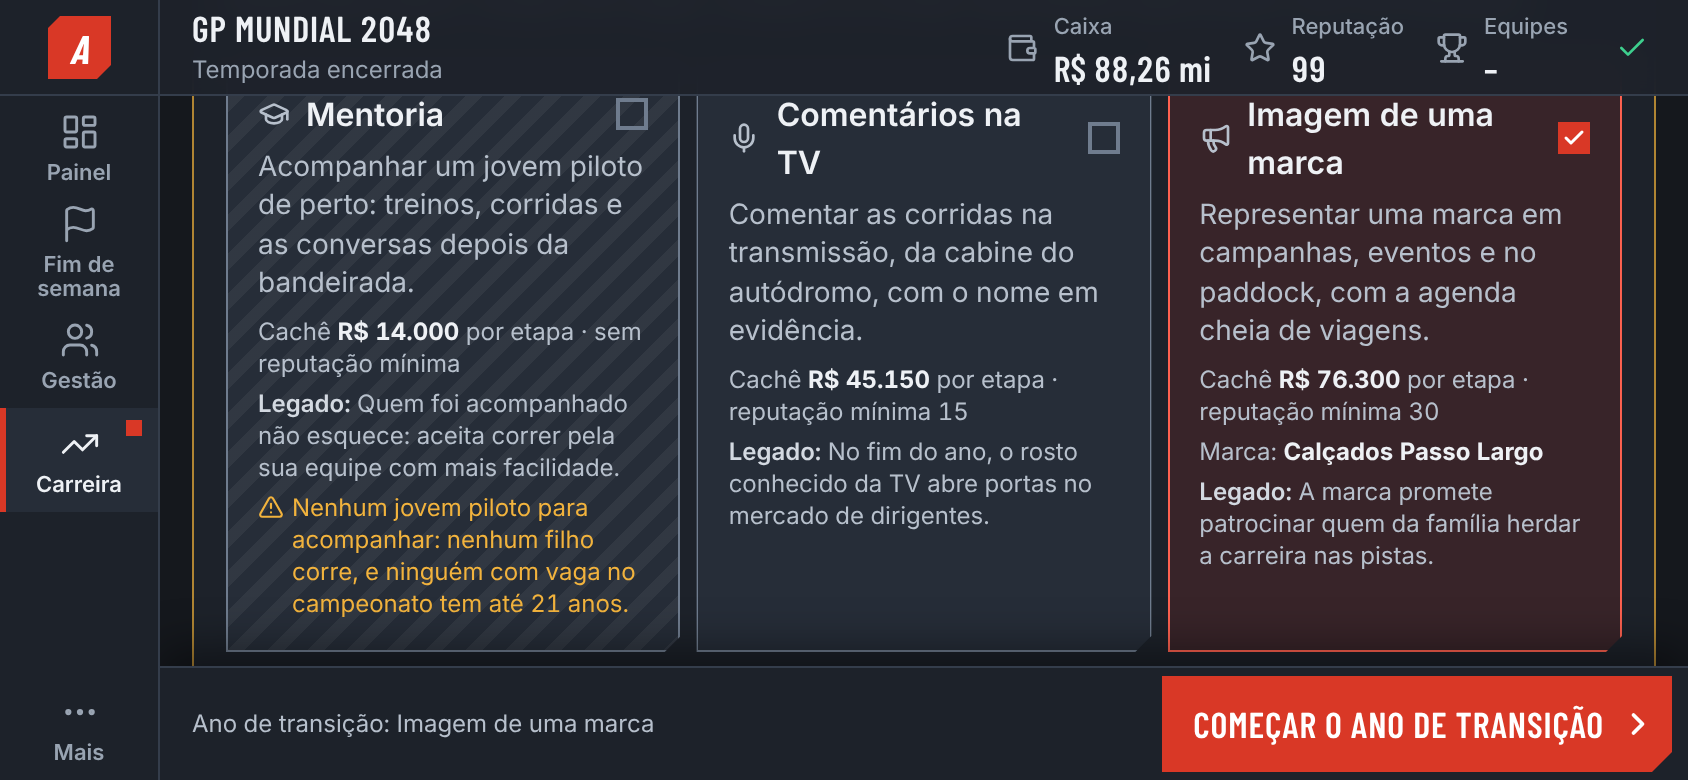 A
GP MUNDIAL 2048
Temporada encerrada
Caixa
R$ 88,26 mi
Reputação
99
Equipes
-
Painel
Fim de
semana
Gestão
Carreira
Mais
Mentoria
Acompanhar um jovem piloto
de perto: treinos, corridas e
as conversas depois da
bandeirada.
Cachê R$ 14.000 por etapa · sem
reputação mínima
Legado: Quem foi acompanhado
não esquece: aceita correr pela
sua equipe com mais facilidade.
Nenhum jovem piloto para
acompanhar: nenhum filho
corre, e ninguém com vaga no
campeonato tem até 21 anos.
Comentários na
TV
Comentar as corridas na
transmissão, da cabine do
autódromo, com o nome em
evidência.
Cachê R$ 45.150 por etapa ·
reputação mínima 15
Legado: No fim do ano, o rosto
conhecido da TV abre portas no
mercado de dirigentes.
Imagem de uma
marca
Representar uma marca em
campanhas, eventos e no
paddock, com a agenda
cheia de viagens.
Cachê R$ 76.300 por etapa ·
reputação mínima 30
Marca: Calçados Passo Largo
Legado: A marca promete
patrocinar quem da família herdar
a carreira nas pistas.
Ano de transição: Imagem de uma marca
COMEÇAR O ANO DE TRANSIÇÃO